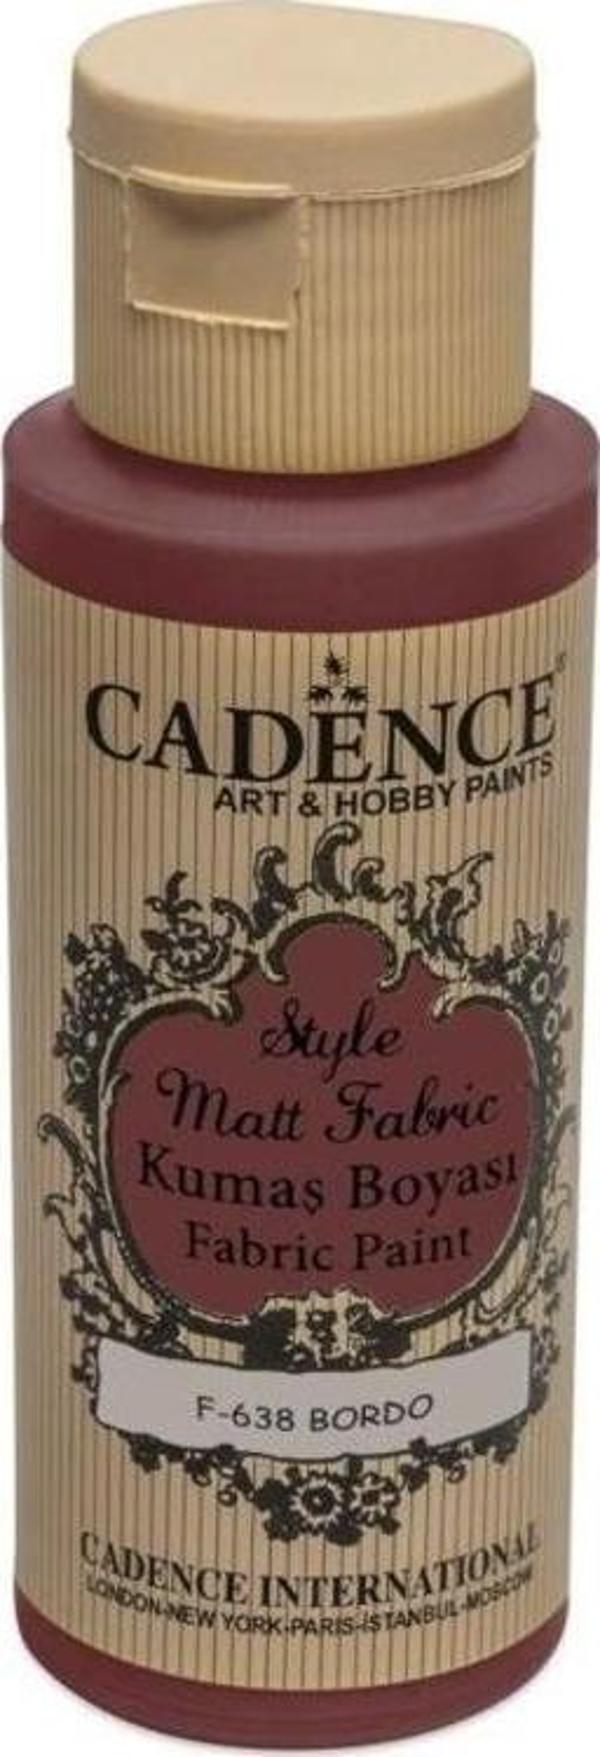 CADENCE®
ART & HOBBY PAINTS
Style
Matt Fabric
Kumaş Boyası
Fabric Paint
F-638 BORDO
CADENCE INTERNATIONAL
LONDON-NEW YORK-PARIS-İSTANBUL-MOSCOW